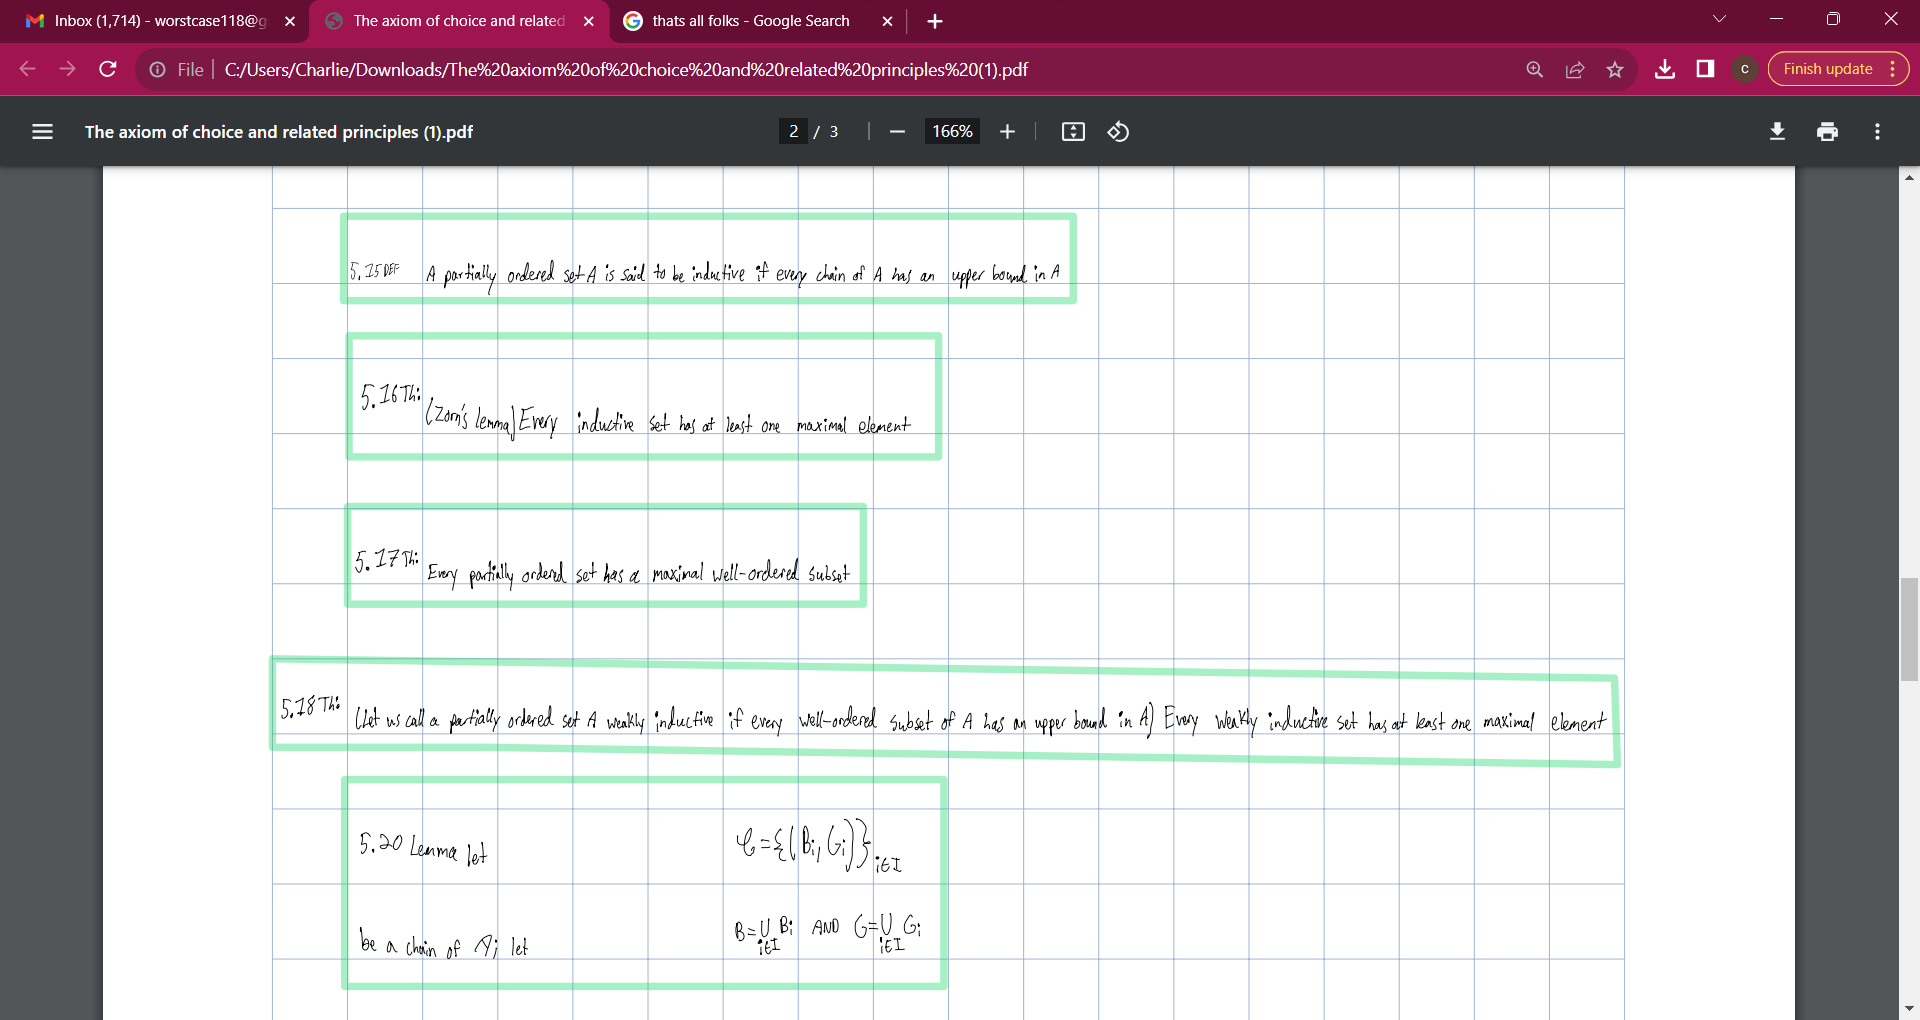 Inbox (1,714) - worstcase118@g
The axiom of choice and related
thats all folks - Google Search
File | C:/Users/Charlie/Downloads/The%20axiom%20of%20choice%20and%20related%20principles%20(1).pdf
c
Finish update
The axiom of choice and related principles (1).pdf
2 / 3
166%
5.15 DEF A partially ordered set A is said to be inductive if every chain of A has an upper bound in A
5.16 Th: (Zorn's lemma) Every inductive set has at least one maximal element
5.17 Th: Every partially ordered set has a maximal well-ordered subset
5.18 Th: (Let us call a partially ordered set A weakly inductive if every well-ordered subset of A has an upper bound in A) Every weakly inductive set has at least one maximal element
5.20 Lemma let 𝒞={(Bi, Gi)}i∈I
be a chain of 𝒜; let B=∪i∈I Bi AND G=∪i∈I Gi